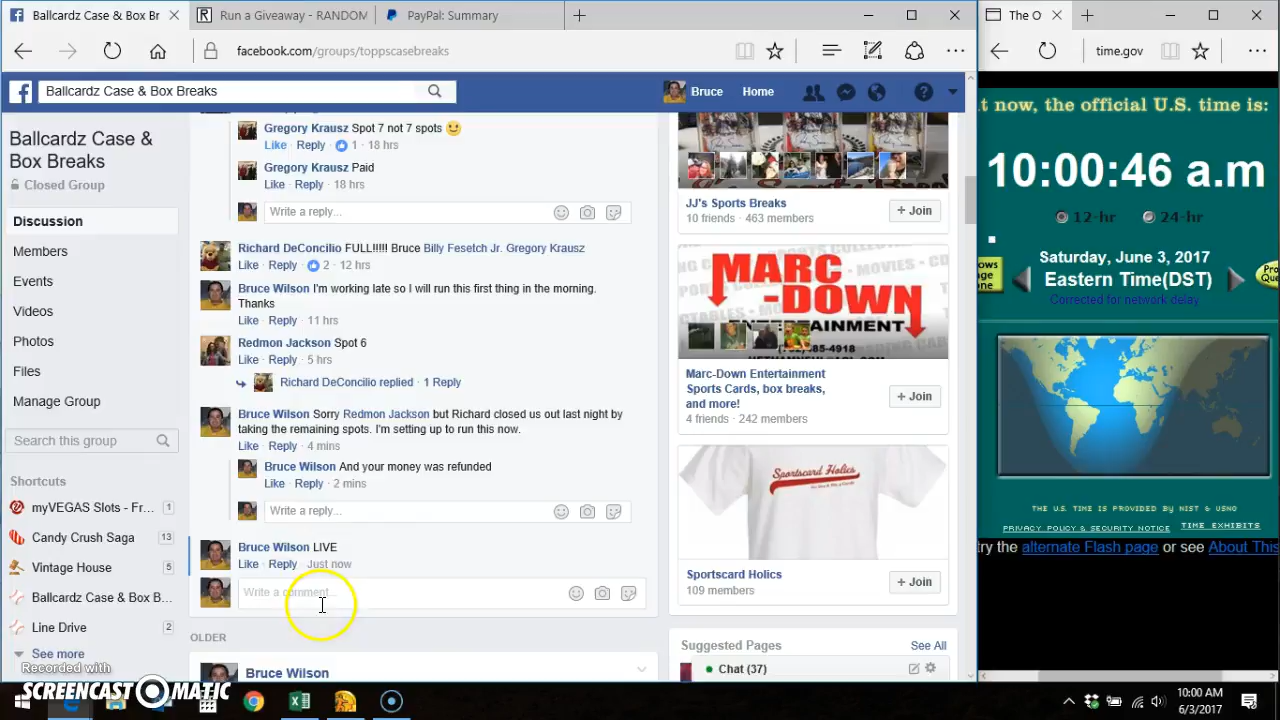 Ballcardz Case & Box Br
Run a Giveaway - RANDOM
PayPal: Summary
The O
facebook.com/groups/toppscasebreaks
time.gov
Ballcardz Case & Box Breaks
Bruce
Home
t now, the official U.S. time is:
10:00:46 a.m
12-hr
24-hr
Saturday, June 3, 2017
Eastern Time(DST)
Corrected for network delay
THE U.S. TIME IS PROVIDED BY NIST & USNO
PRIVACY POLICY & SECURITY NOTICE
TIME EXHIBITS
try the alternate Flash page or see About This
Ballcardz Case &
Box Breaks
Closed Group
Discussion
Members
Events
Videos
Photos
Files
Manage Group
Search this group
Shortcuts
myVEGAS Slots - Fr... 1
Candy Crush Saga 13
Vintage House 5
Ballcardz Case & Box B...
Line Drive 2
See more
Gregory Krausz Spot 7 not 7 spots
Like · Reply · 1 · 18 hrs
Gregory Krausz Paid
Like · Reply · 18 hrs
Write a reply...
Richard DeConcilio FULL!!!!! Bruce Billy Fesetch Jr. Gregory Krausz
Like · Reply · 2 · 12 hrs
Bruce Wilson I'm working late so I will run this first thing in the morning.
Thanks
Like · Reply · 11 hrs
Redmon Jackson Spot 6
Like · Reply · 5 hrs
Richard DeConcilio replied · 1 Reply
Bruce Wilson Sorry Redmon Jackson but Richard closed us out last night by
taking the remaining spots. I'm setting up to run this now.
Like · Reply · 4 mins
Bruce Wilson And your money was refunded
Like · Reply · 2 mins
Write a reply...
Bruce Wilson LIVE
Like · Reply · Just now
Write a comment...
OLDER
Bruce Wilson
JJ's Sports Breaks
10 friends · 463 members
+ Join
MARC
-DOWN
ENTERTAINMENT
Marc-Down Entertainment
Sports Cards, box breaks,
and more!
4 friends · 242 members
+ Join
Sportscard Holics
Sportscard Holics
109 members
+ Join
Suggested Pages
See All
Chat (37)
Recorded with
SCREENCAST-O-MATIC
10:00 AM
6/3/2017